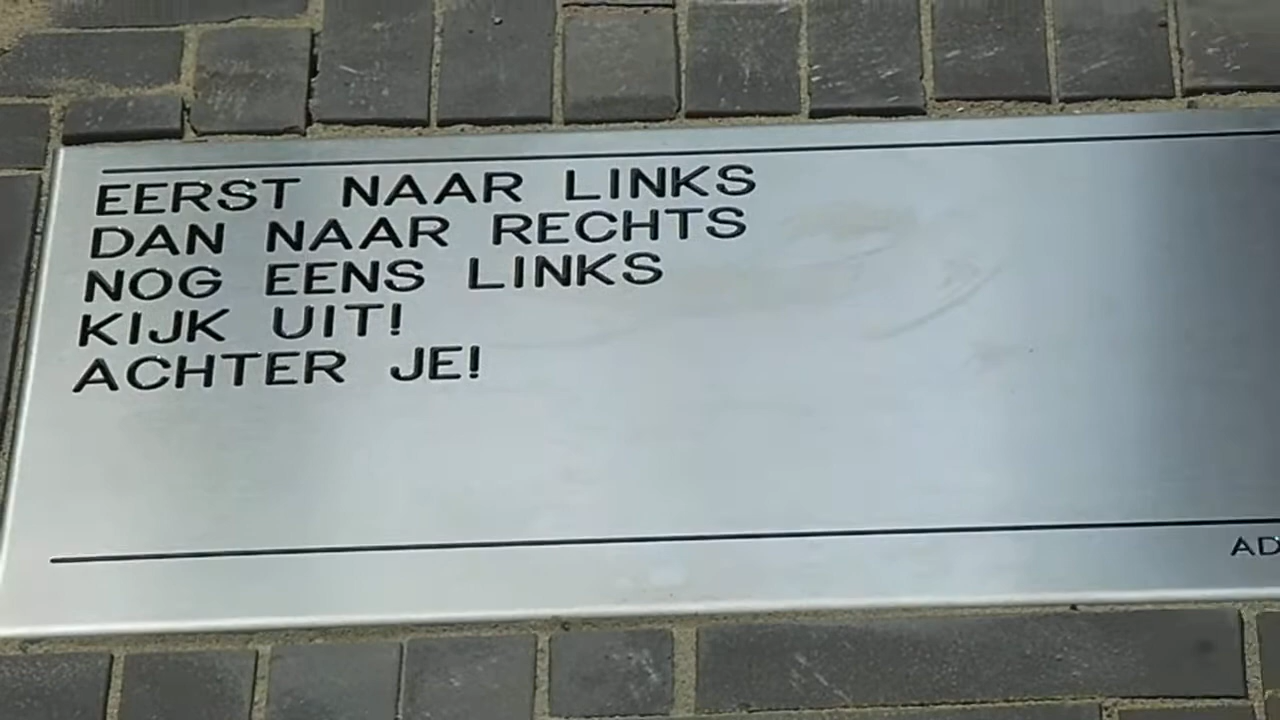 EERST NAAR LINKS
DAN NAAR RECHTS
NOG EENS LINKS
KIJK UIT!
ACHTER JE!